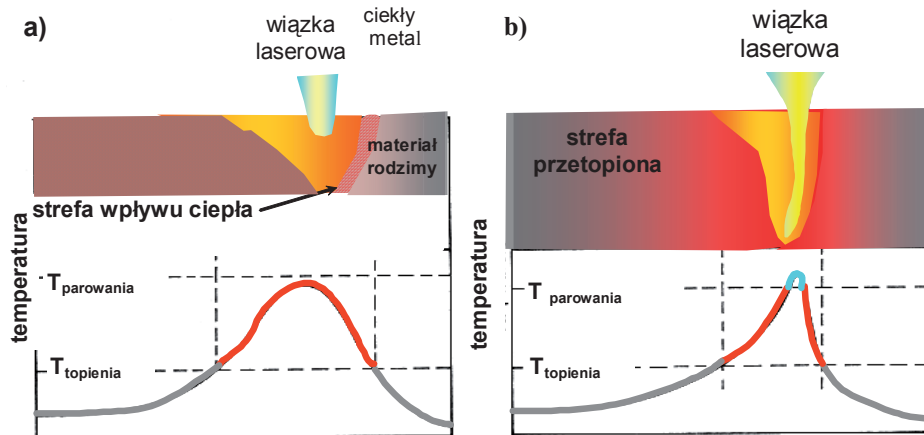 a)
wiązka
laserowa
ciekły
metal
materiał
rodzimy
strefa wpływu ciepła
temperatura
T parowania
T topienia
b)
wiązka
laserowa
strefa
przetopiona
temperatura
T parowania
T topienia